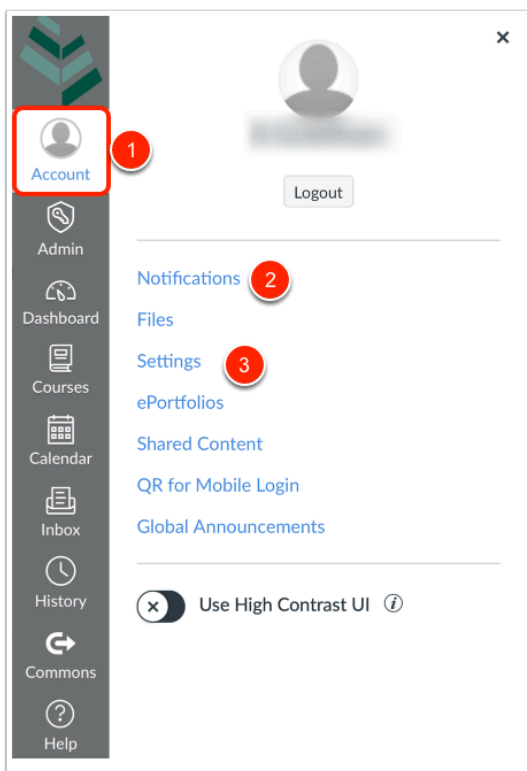 Account
1
Admin
Dashboard
Courses
Calendar
Inbox
History
Commons
Help
Logout
Notifications 2
Files
Settings 3
ePortfolios
Shared Content
QR for Mobile Login
Global Announcements
Use High Contrast UI i